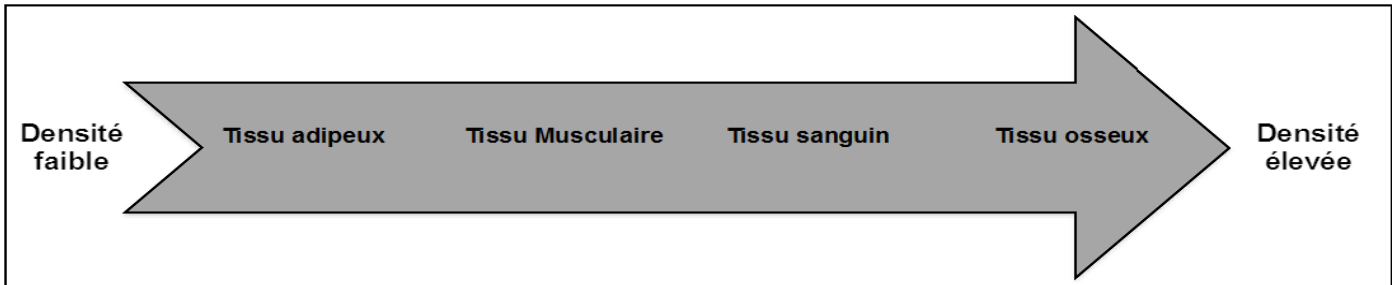 Densité
faible
Tissu adipeux
Tissu Musculaire
Tissu sanguin
Tissu osseux
Densité
élevée